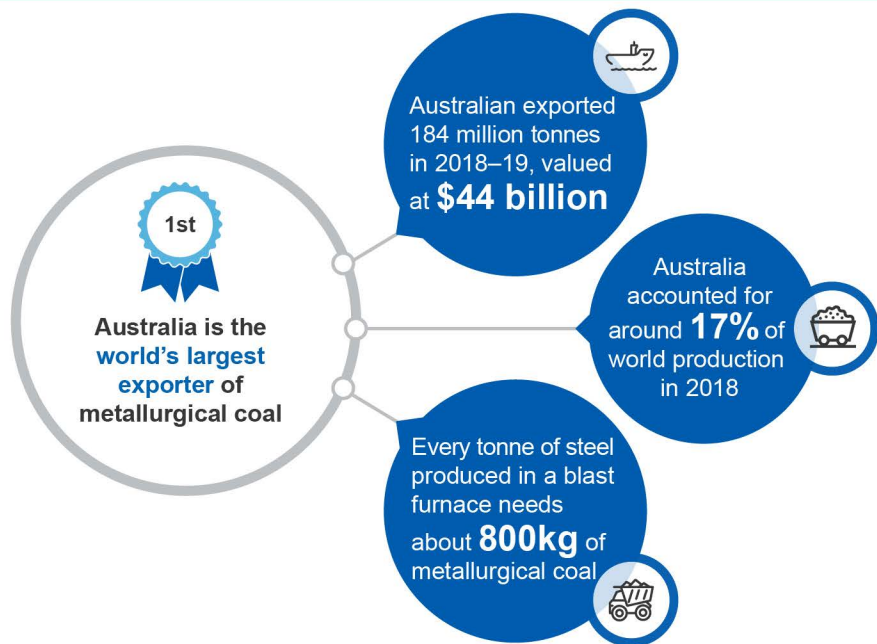 1st
Australia is the
world's largest
exporter of
metallurgical coal
Australian exported
184 million tonnes
in 2018–19, valued
at $44 billion
Australia
accounted for
around 17% of
world production
in 2018
Every tonne of steel
produced in a blast
furnace needs
about 800kg of
metallurgical coal